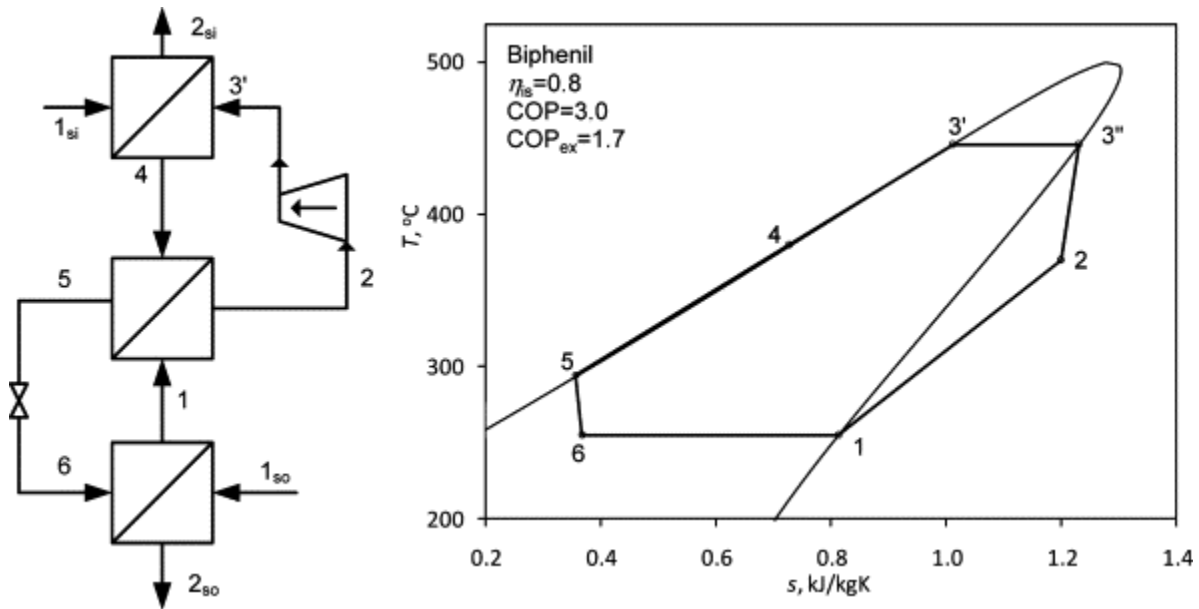 2si
3'
1si
4
5
2
1
6
1so
2so
Biphenil
ηis=0.8
COP=3.0
COPex=1.7
500
400
300
200
T, ºC
3'
3"
4
2
5
6
1
0.2 0.4 0.6 0.8 1.0 1.2 1.4
s, kJ/kgK